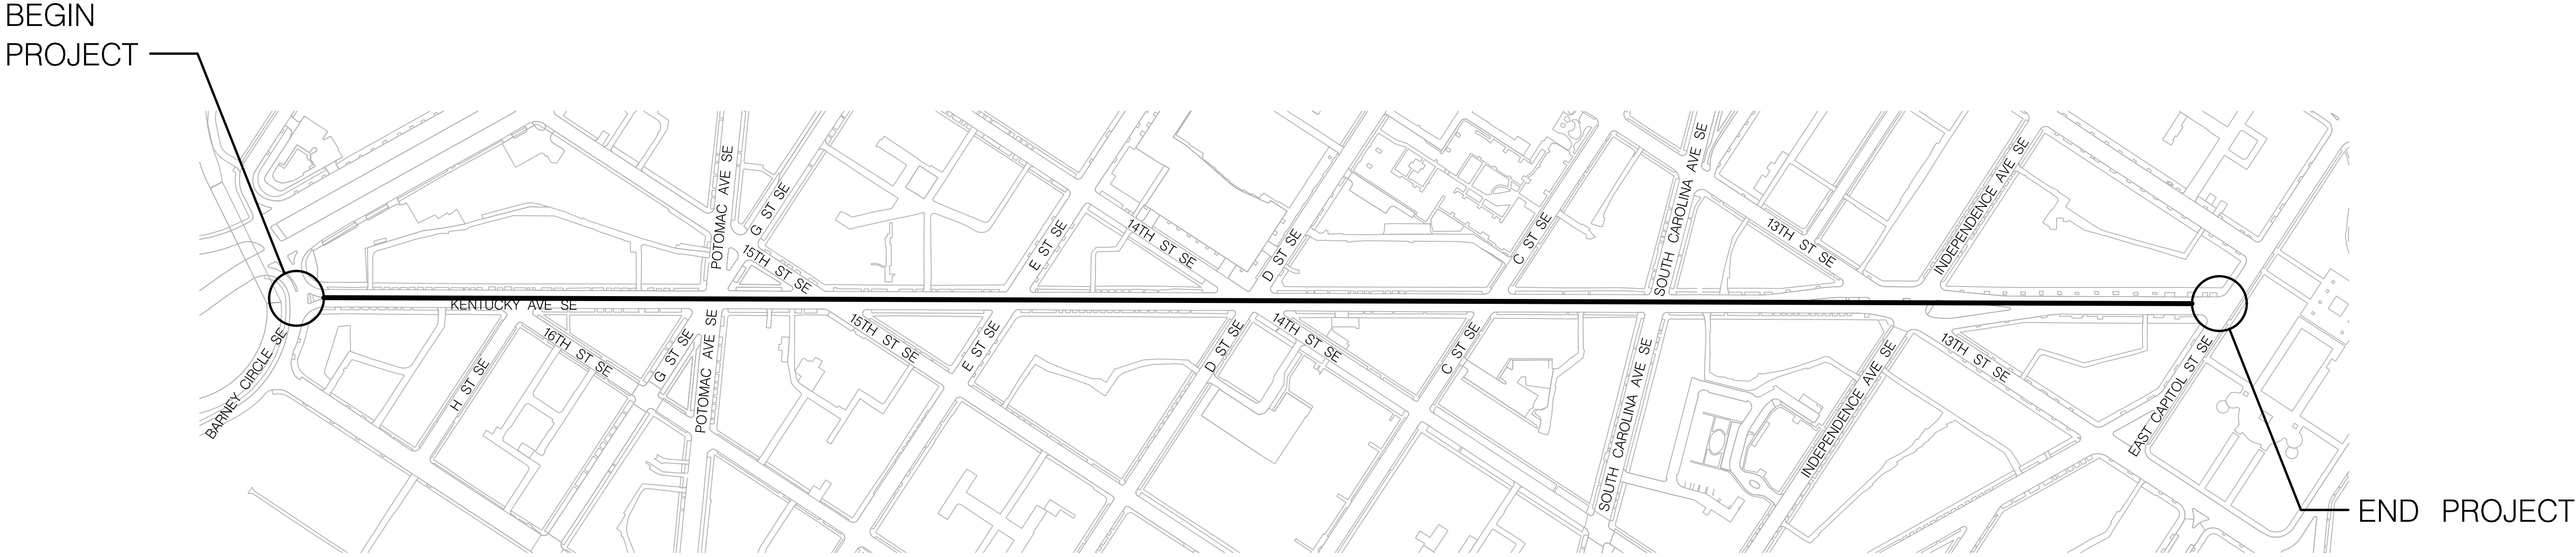 BEGIN
PROJECT
BARNEY CIRCLE SE
KENTUCKY AVE SE
H ST SE
16TH ST SE
G ST SE
POTOMAC AVE SE
POTOMAC AVE SE
G ST SE
15TH ST SE
15TH ST SE
E ST SE
E ST SE
14TH ST SE
D ST SE
D ST SE
14TH ST SE
C ST SE
C ST SE
SOUTH CAROLINA AVE SE
SOUTH CAROLINA AVE SE
13TH ST SE
INDEPENDENCE AVE SE
INDEPENDENCE AVE SE
13TH ST SE
EAST CAPITOL ST SE
END PROJECT